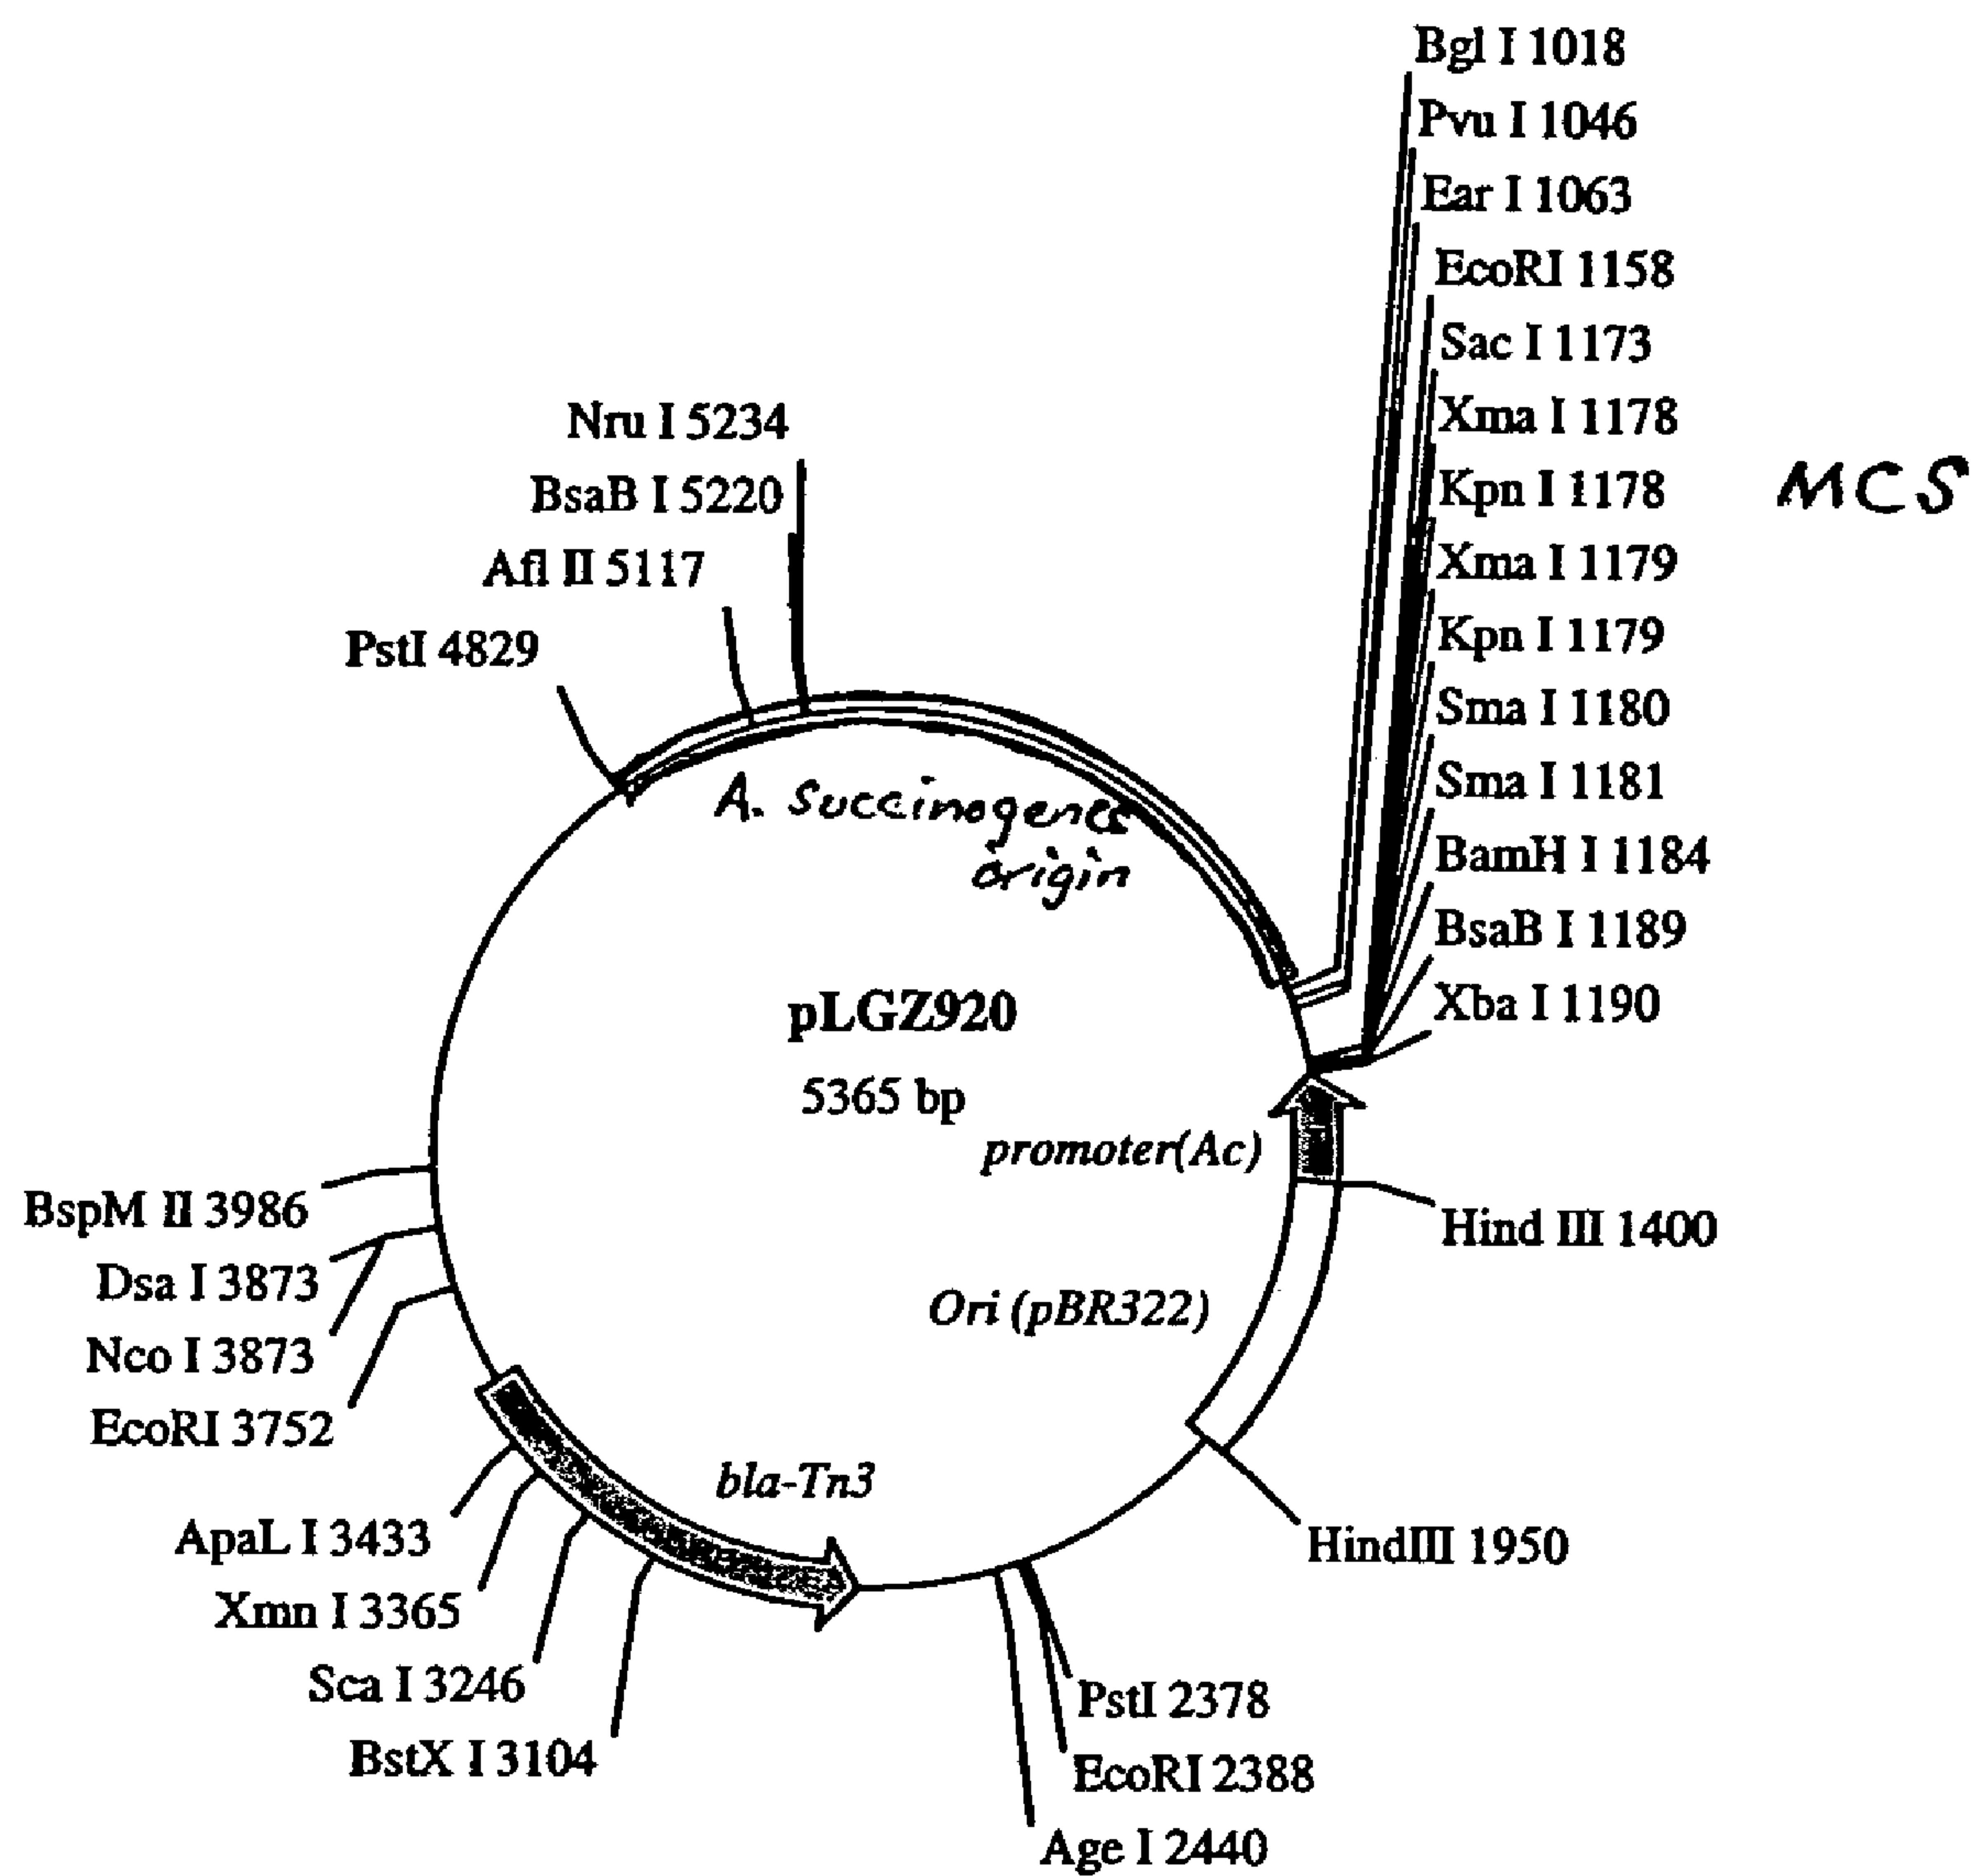 Bgl I 1018
Pvu I 1046
Ear I 1063
EcoRI 1158
Sac I 1173
Xma I 1178
Kpn I 1178
Xma I 1179
Kpn I 1179
Sma I 1180
Sma I 1181
BamH I 1184
BsaB I 1189
Xba I 1190
MCS
Nru I 5234
BsaB I 5220
Afl II 5117
PstI 4829
A. Succinogenes
origin
pLGZ920
5365 bp
promoter(Ac)
Hind III 1400
Ori (pBR322)
HindIII 1950
BspM II 3986
Dsa I 3873
Nco I 3873
EcoRI 3752
bla-Tn3
ApaL I 3433
Xmn I 3365
Sca I 3246
BstX I 3104
PstI 2378
EcoRI 2388
Age I 2440